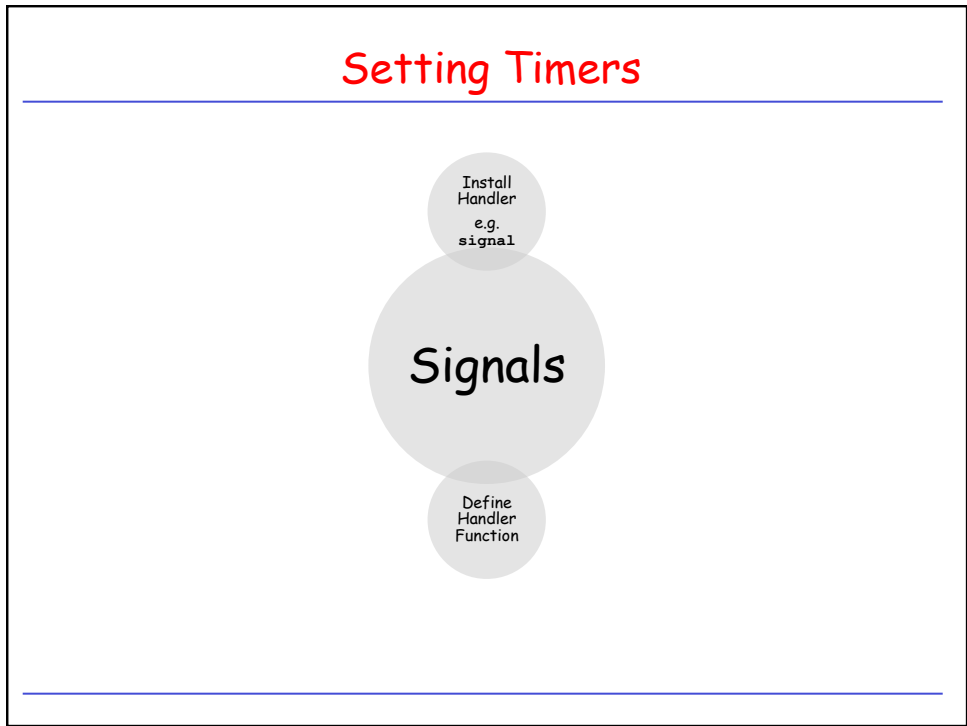 Setting Timers
Install
Handler
e.g.
signal
Signals
Define
Handler
Function